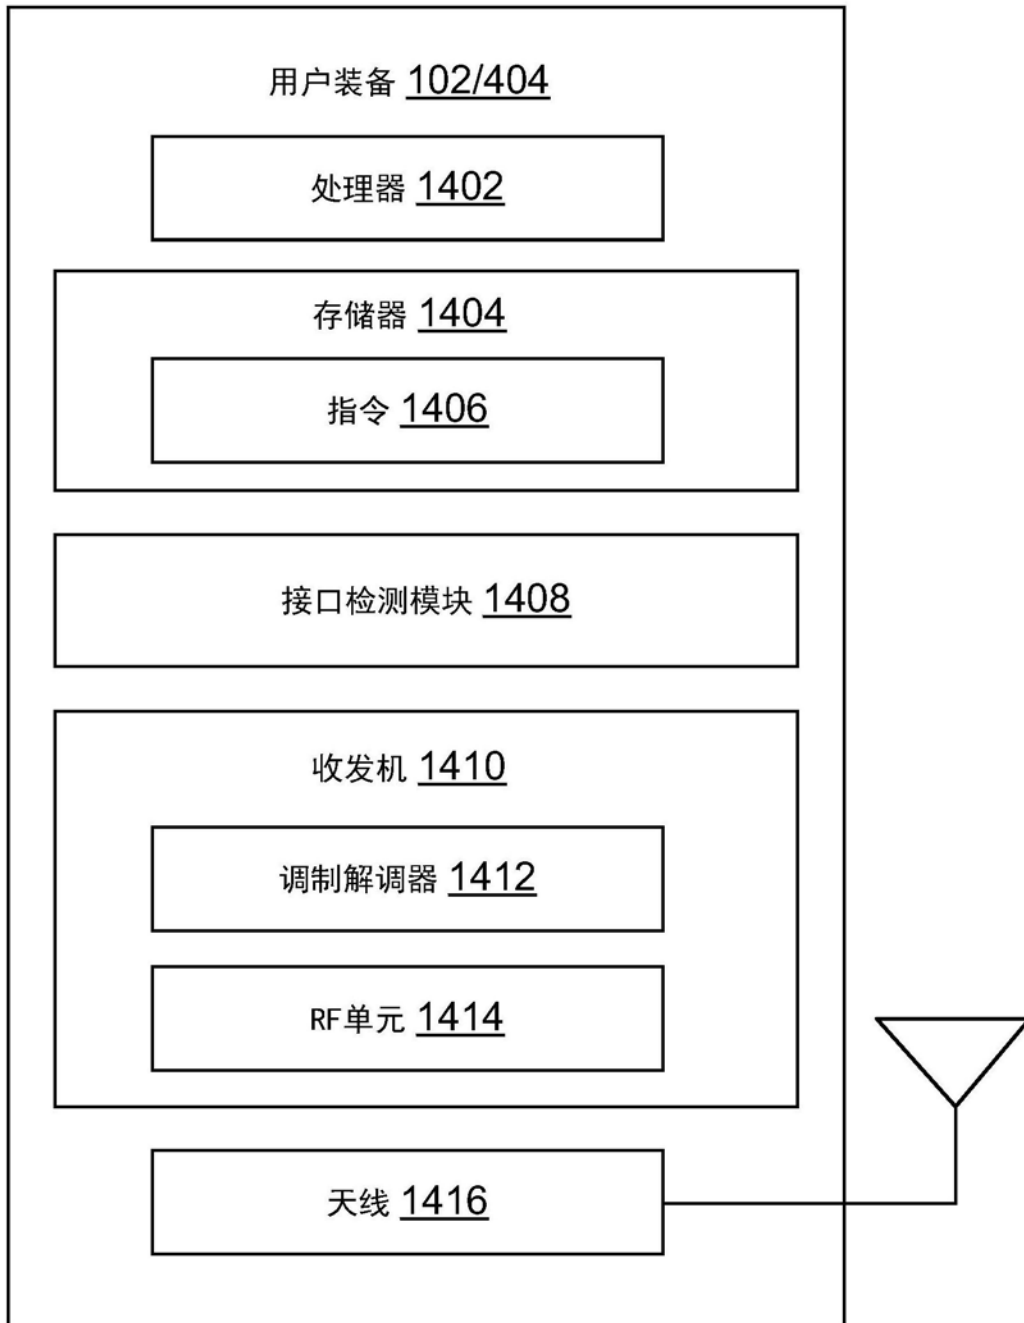 用户装备 102/404
处理器 1402
存储器 1404
指令 1406
接口检测模块 1408
收发机 1410
调制解调器 1412
RF单元 1414
天线 1416